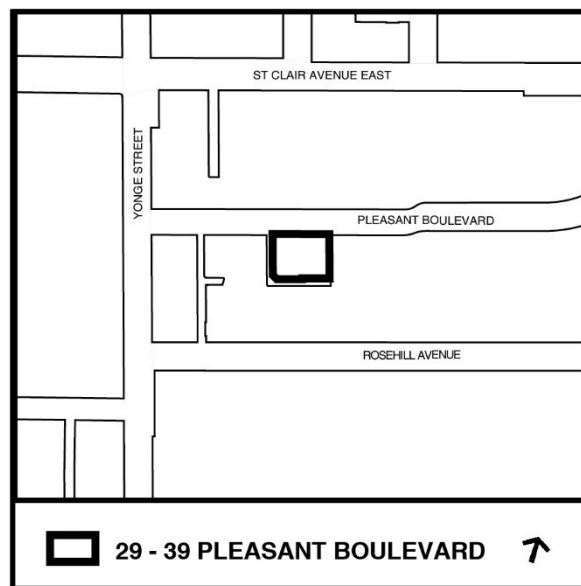 ST CLAIR AVENUE EAST
YONGE STREET
PLEASANT BOULEVARD
ROSEHILL AVENUE
29 - 39 PLEASANT BOULEVARD